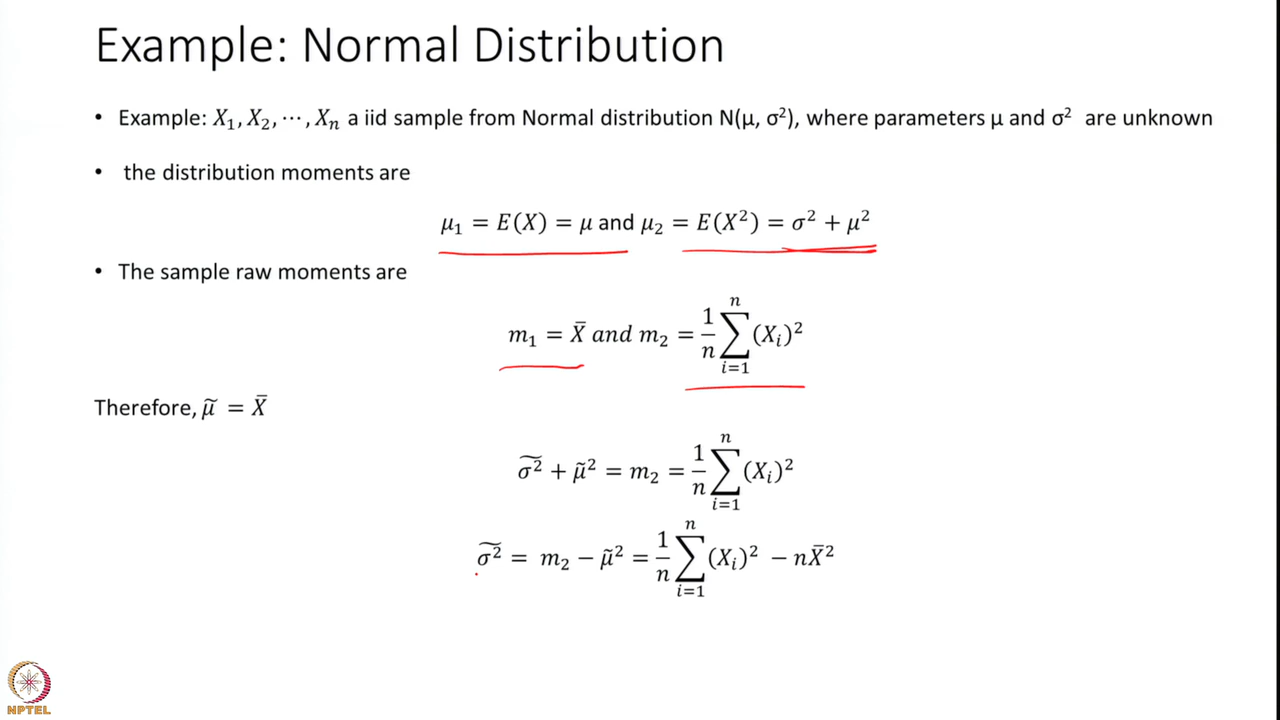 Example: Normal Distribution
• Example: X₁, X₂, ⋯, Xₙ a iid sample from Normal distribution N(μ, σ²), where parameters μ and σ² are unknown
• the distribution moments are
μ₁ = E(X) = μ and μ₂ = E(X²) = σ² + μ²
• The sample raw moments are
m₁ = X̄ and m₂ = 1/n ∑ᵢ₌₁ⁿ (Xᵢ)²
Therefore, μ̃ = X̄
σ²̃ + μ̃² = m₂ = 1/n ∑ᵢ₌₁ⁿ (Xᵢ)²
σ²̃ = m₂ − μ̃² = 1/n ∑ᵢ₌₁ⁿ (Xᵢ)² − nX̄²
NPTEL